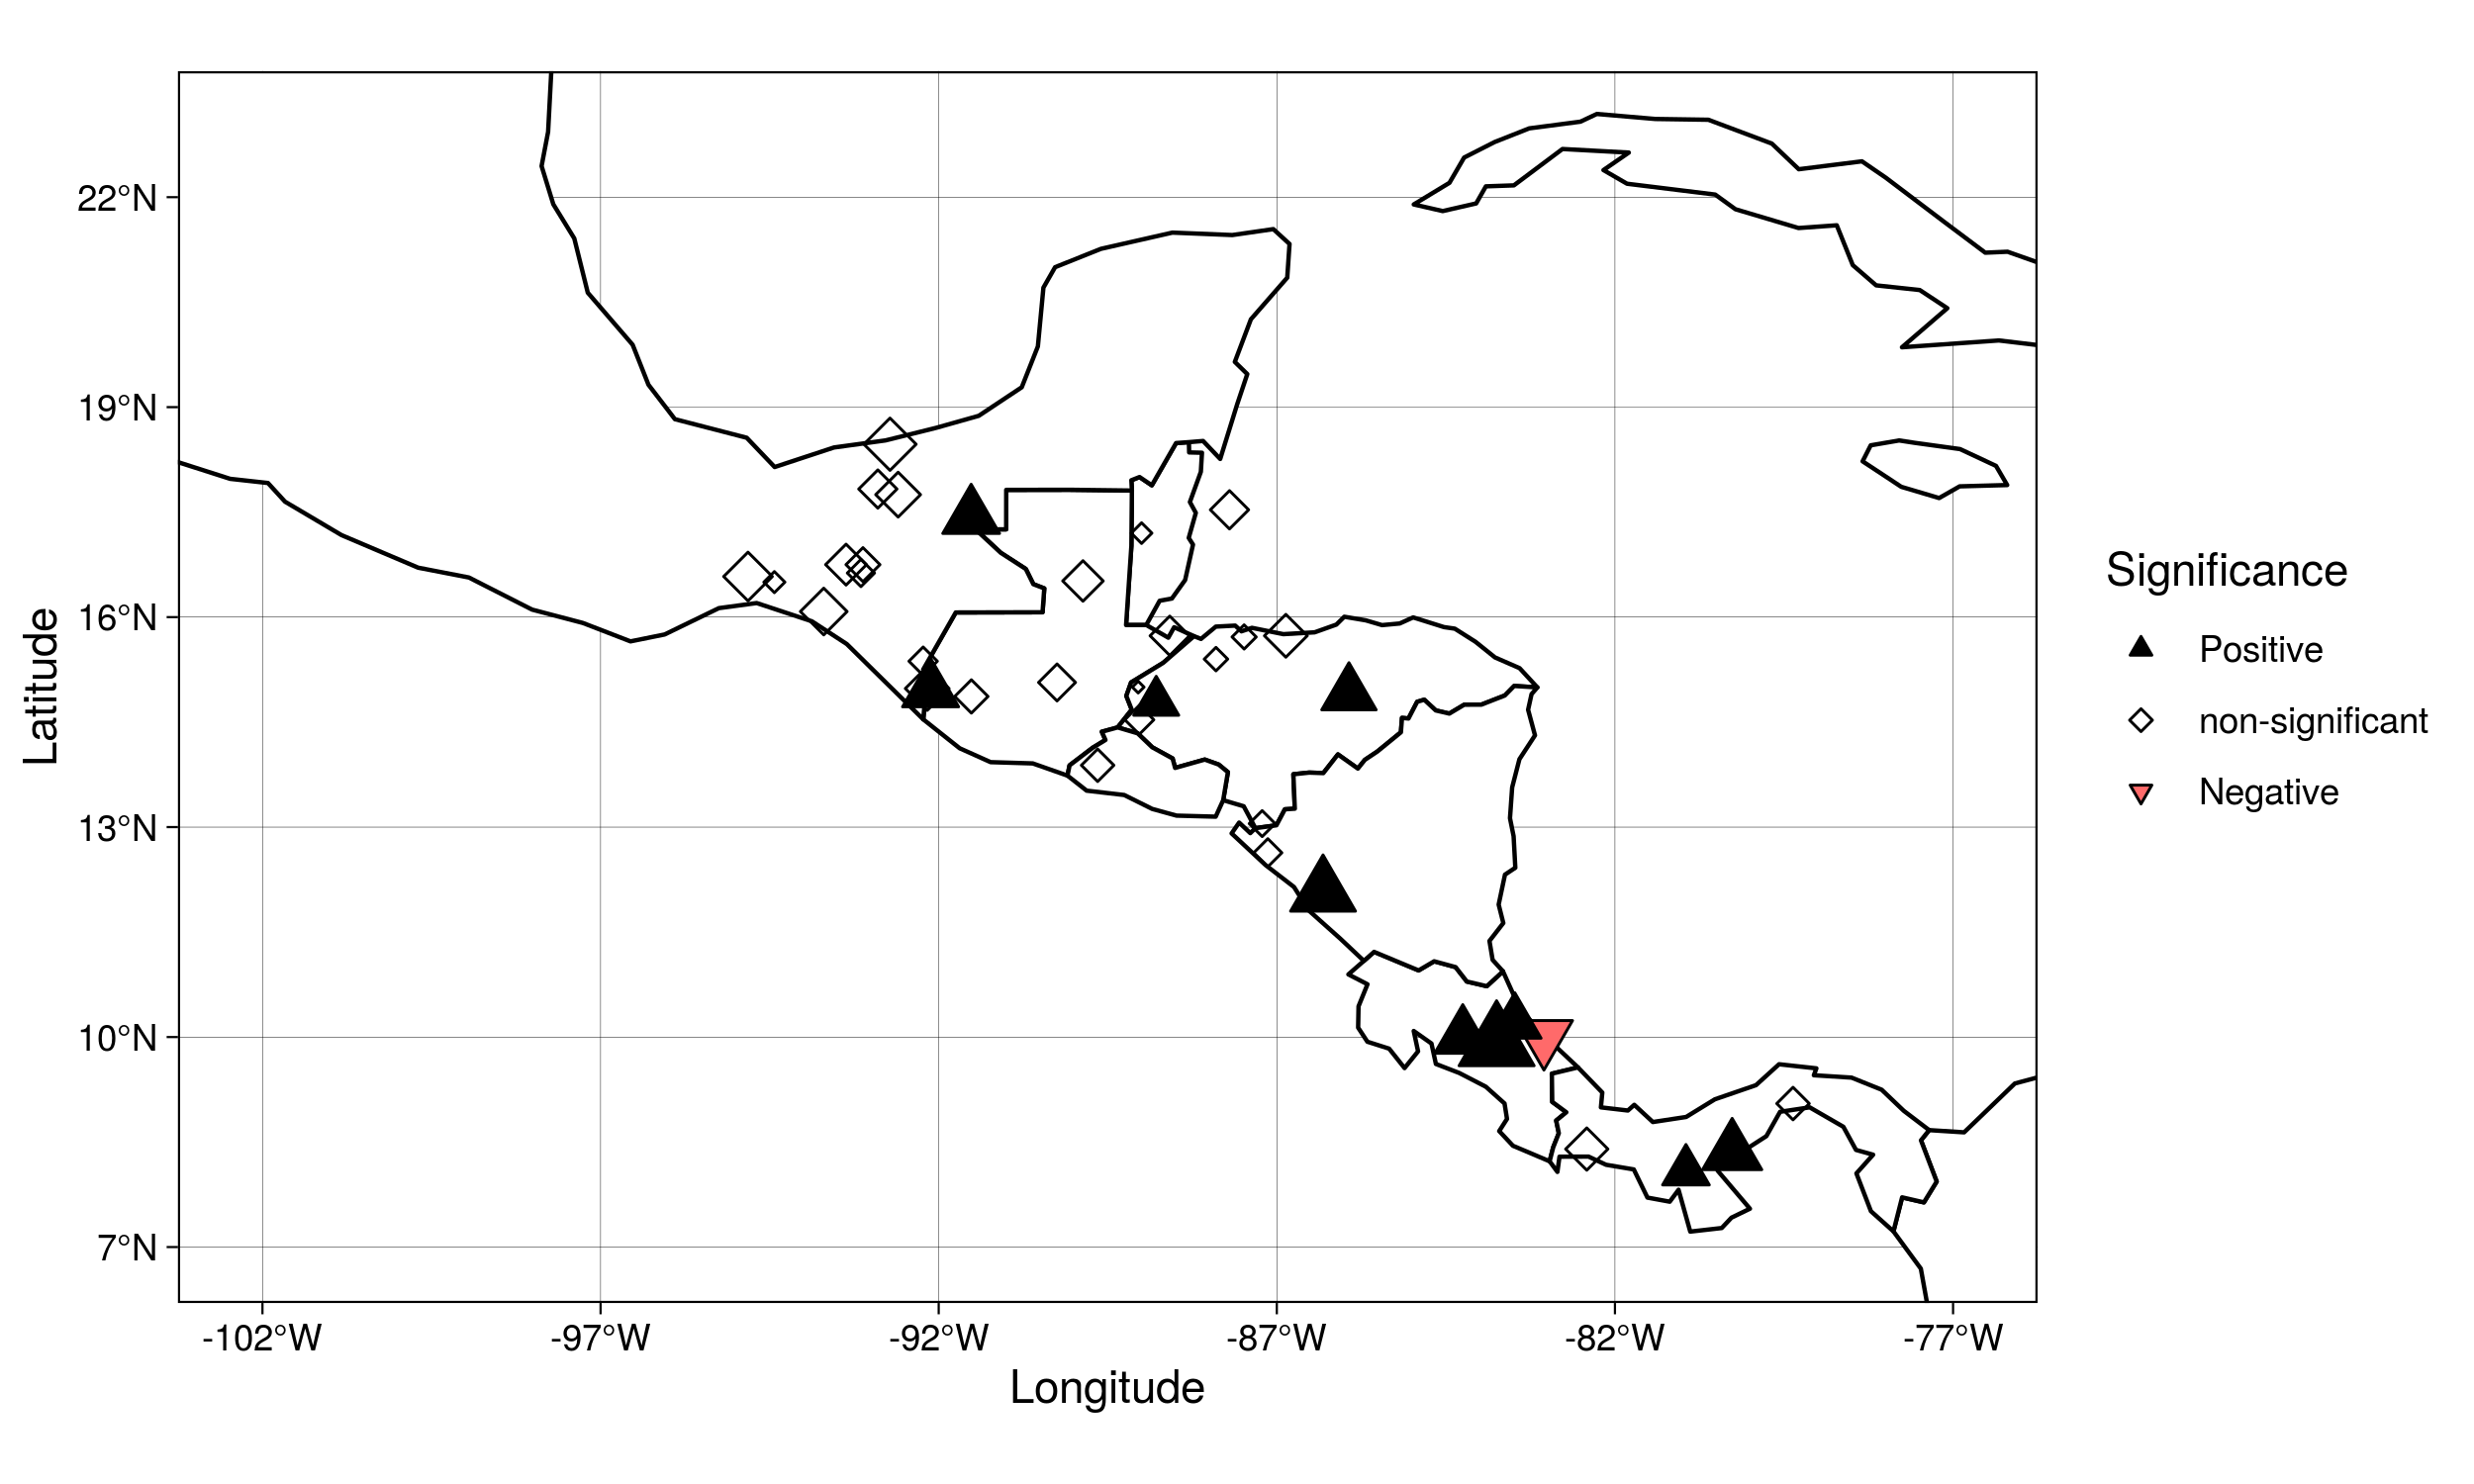 22°N
19°N
16°N
13°N
10°N
7°N
Latitude
-102°W
-97°W
-92°W
-87°W
-82°W
-77°W
Longitude
Significance
Positive
non-significant
Negative